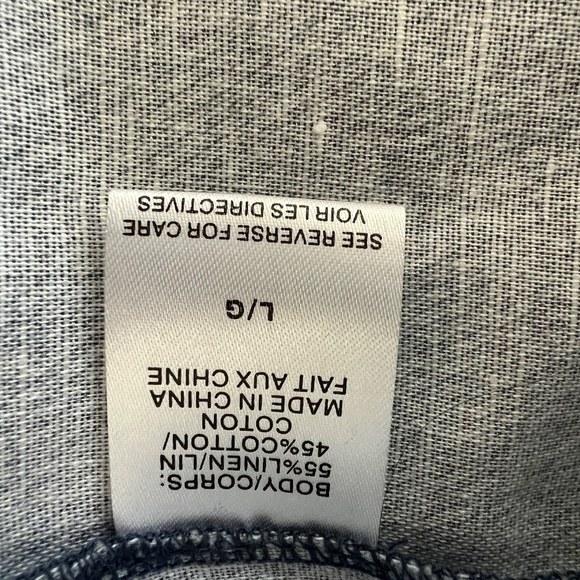 BODY/CORPS:
55%LINEN/LIN
45%COTTON/
COTON
MADE IN CHINA
FAIT AUX CHINE
L/G
SEE REVERSE FOR CARE
VOIR LES DIRECTIVES